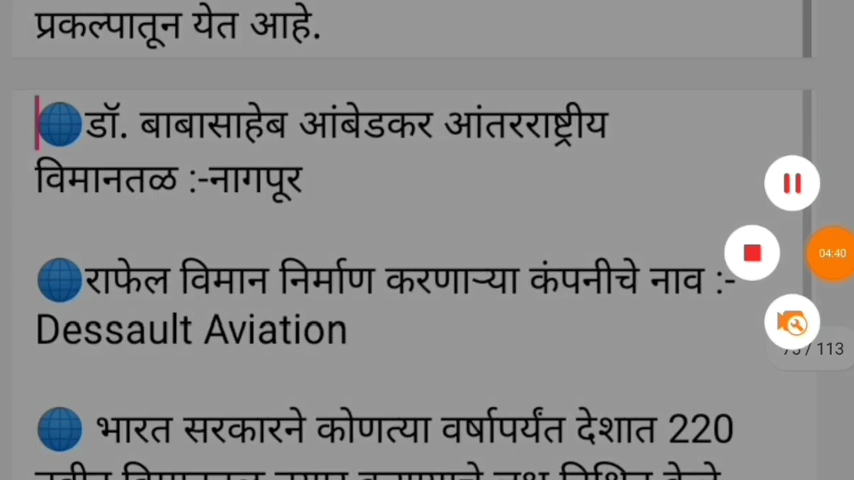 प्रकल्पातून येत आहे.
डॉ. बाबासाहेब आंबेडकर आंतरराष्ट्रीय
विमानतळ :-नागपूर
राफेल विमान निर्माण करणाऱ्या कंपनीचे नाव :-
Dessault Aviation
भारत सरकारने कोणत्या वर्षापर्यंत देशात 220
04:40
/ 113